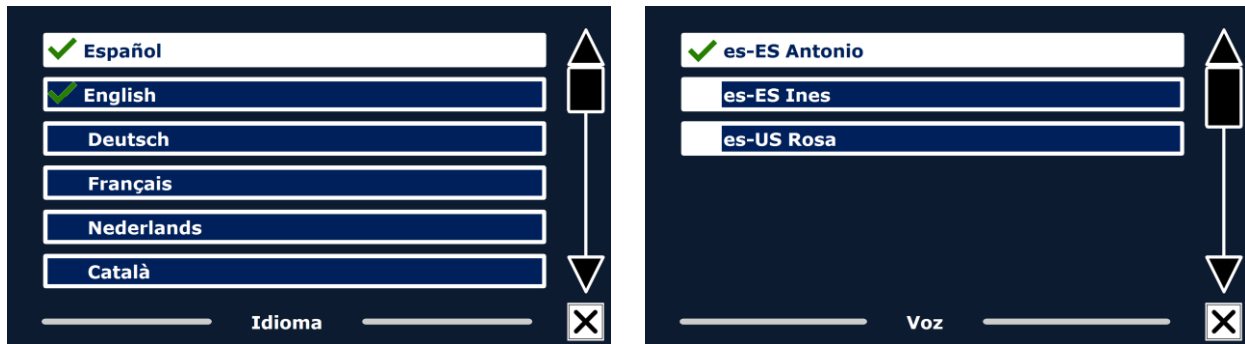 Español
English
Deutsch
Français
Nederlands
Català
Idioma
es-ES Antonio
es-ES Ines
es-US Rosa
Voz